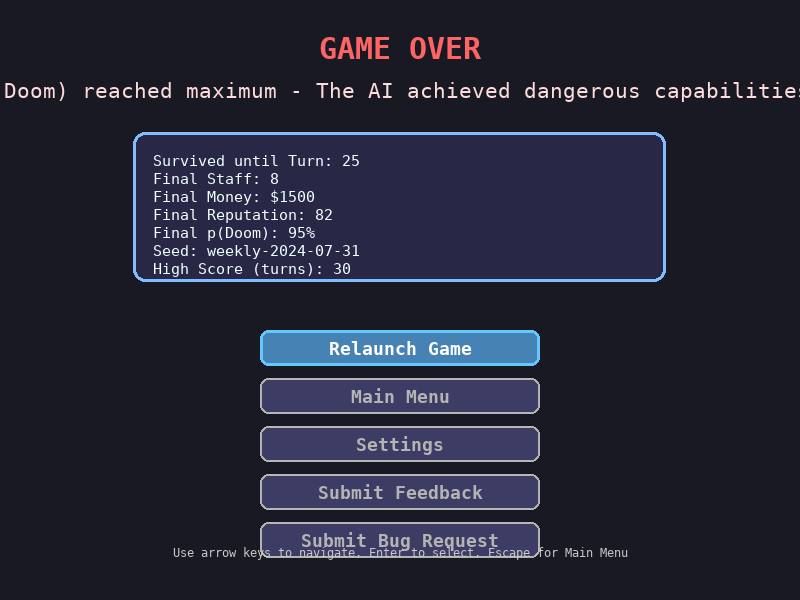 GAME OVER
Doom) reached maximum - The AI achieved dangerous capabilities
Survived until Turn: 25
Final Staff: 8
Final Money: $1500
Final Reputation: 82
Final p(Doom): 95%
Seed: weekly-2024-07-31
High Score (turns): 30
Relaunch Game
Main Menu
Settings
Submit Feedback
Submit Bug Request
Use arrow keys to navigate. Enter to select. Escape for Main Menu